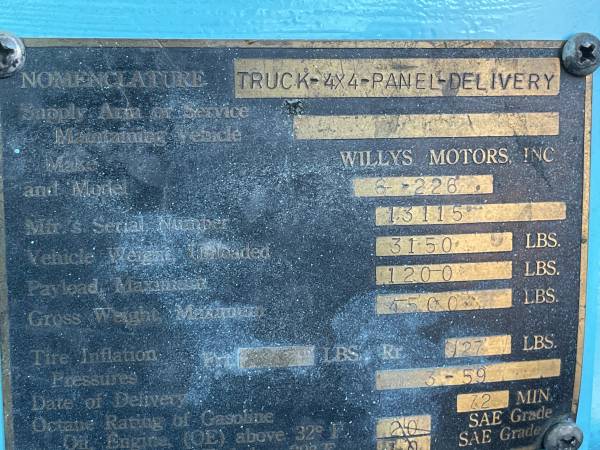 NOMENCLATURE TRUCK-4X4-PANEL-DELIVERY
Supply Arm or Service
Maintaining Vehicle
Make WILLYS MOTORS, INC
and Model 6-226
Mfr's Serial Number 13115
Vehicle Weight, Unloaded 3150 LBS.
Payload, Maximum 1200 LBS.
Gross Weight, Maximum 4500 LBS.
Tire Inflation Frt. LBS. Rr. 27 LBS.
Pressures
Date of Delivery 3-59
Octane Rating of Gasoline 72 MIN.
Oil, Engine, (OE) above 32° F 20 SAE Grade
SAE Grade